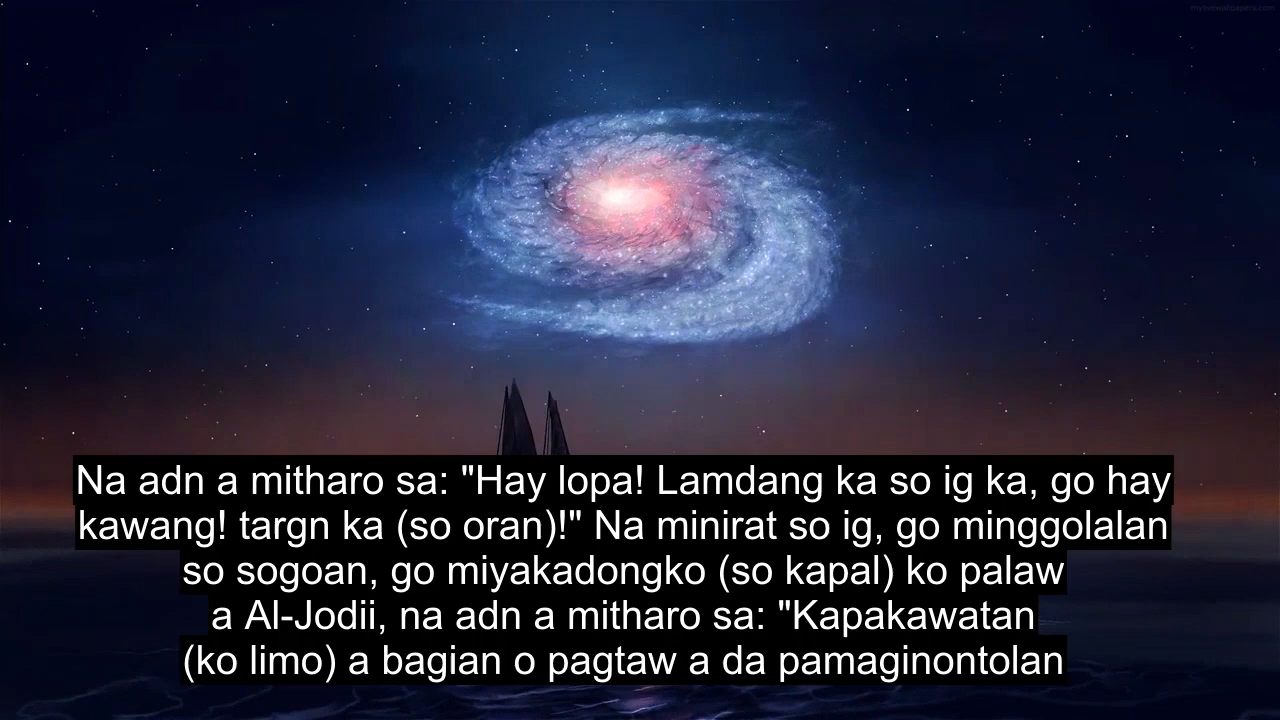 mylivewallpapers.com
Na adn a mitharo sa: "Hay lopa! Lamdang ka so ig ka, go hay
kawang! targn ka (so oran)!" Na minirat so ig, go minggolalan
so sogoan, go miyakadongko (so kapal) ko palaw
a Al-Jodii, na adn a mitharo sa: "Kapakawatan
(ko limo) a bagian o pagtaw a da pamaginontolan